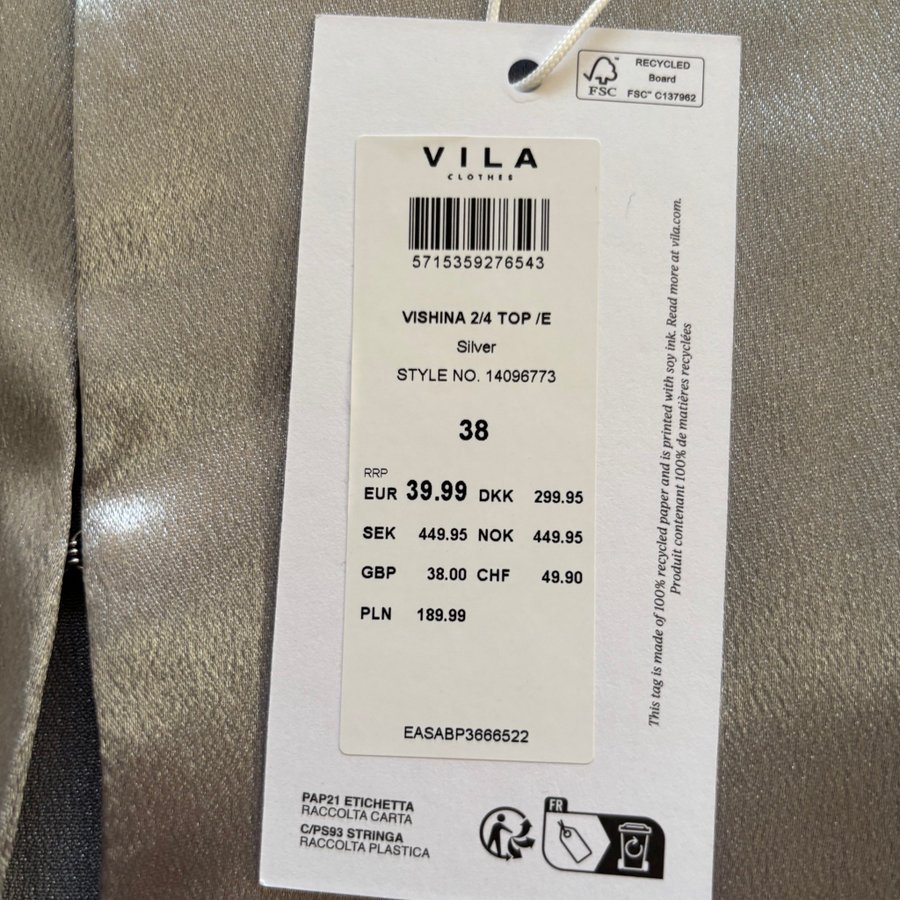 RECYCLED
Board
FSC™ C137962
FSC
VILA
CLOTHES
5715359276543
VISHINA 2/4 TOP /E
Silver
STYLE NO. 14096773
38
RRP
EUR 39.99 DKK 299.95
SEK 449.95 NOK 449.95
GBP 38.00 CHF 49.90
PLN 189.99
EASABP3666522
This tag is made of 100% recycled paper and is printed with soy ink. Read more at vila.com.
Produit contenant 100% de matières recyclées
PAP21 ETICHETTA
RACCOLTA CARTA
C/PS93 STRINGA
RACCOLTA PLASTICA
FR